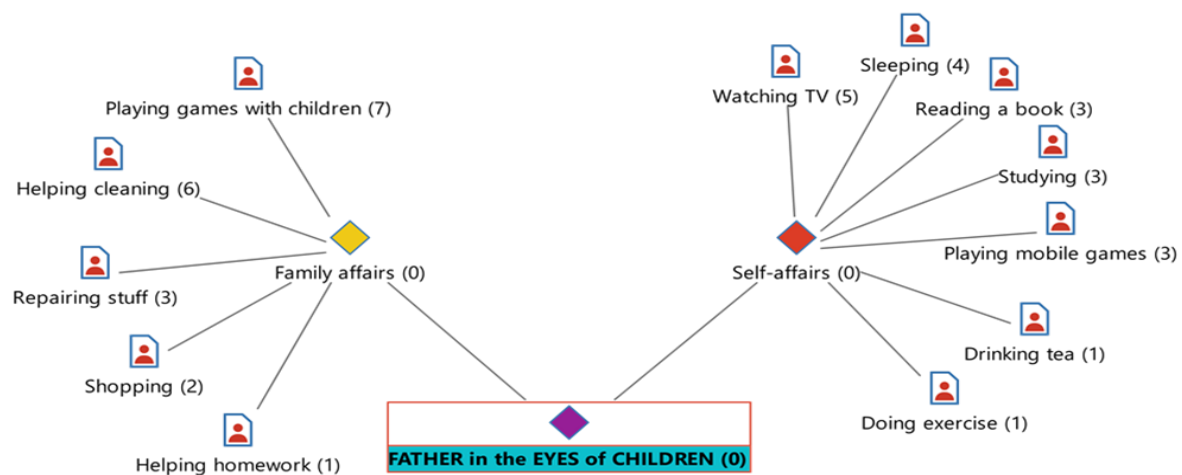 Playing games with children (7)
Helping cleaning (6)
Repairing stuff (3)
Shopping (2)
Helping homework (1)
Family affairs (0)
Watching TV (5)
Sleeping (4)
Reading a book (3)
Studying (3)
Playing mobile games (3)
Self-affairs (0)
Drinking tea (1)
Doing exercise (1)
FATHER in the EYES of CHILDREN (0)